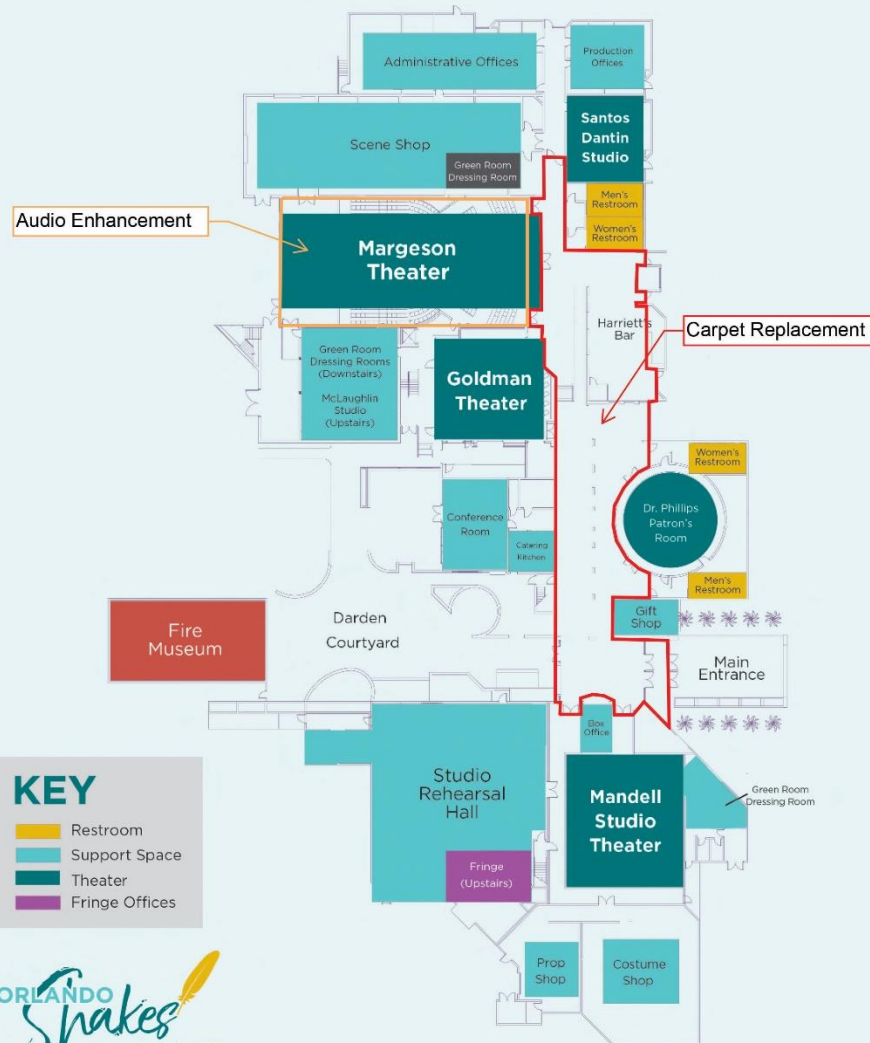 Administrative Offices
Production
Offices
Santos
Dantin
Studio
Scene Shop
Green Room
Dressing Room
Men's
Restroom
Women's
Restroom
Audio Enhancement
Margeson
Theater
Harriett's
Bar
Carpet Replacement
Green Room
Dressing Rooms
(Downstairs)
McLaughlin
Studio
(Upstairs)
Goldman
Theater
Women's
Restroom
Dr. Phillips
Patron's
Room
Conference
Room
Catering
Kitchen
Men's
Restroom
Gift
Shop
Fire
Museum
Darden
Courtyard
Main
Entrance
Box
Office
Studio
Rehearsal
Hall
Mandell
Studio
Theater
Green Room
Dressing Room
Fringe
(Upstairs)
KEY
Restroom
Support Space
Theater
Fringe Offices
Prop
Shop
Costume
Shop
ORLANDO
Shakes